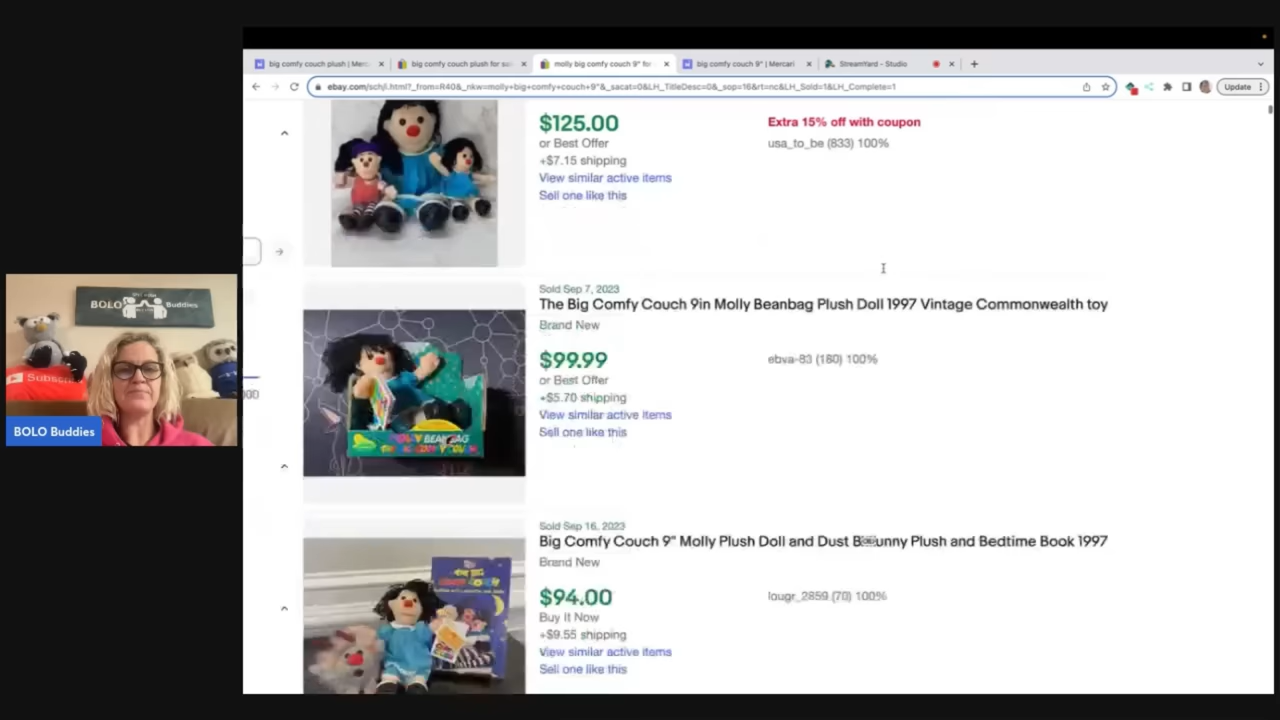 big comfy couch plush | Merc
big comfy couch plush for sa
molly big comfy couch 9" for
big comfy couch 9" | Mercari
StreamYard - Studio
ebay.com/sch/i.html?_from=R40&_nkw=molly+big+comfy+couch+9"&_sacat=0&LH_TitleDesc=0&_sop=16&rt=nc&LH_Sold=1&LH_Complete=1
Update
$125.00
Extra 15% off with coupon
or Best Offer
usa_to_be (833) 100%
+$7.15 shipping
View similar active items
Sell one like this
Sold Sep 7, 2023
The Big Comfy Couch 9in Molly Beanbag Plush Doll 1997 Vintage Commonwealth toy
Brand New
$99.99
ebva-83 (180) 100%
or Best Offer
+$5.70 shipping
View similar active items
Sell one like this
MOLLY BEANBAG
Sold Sep 16, 2023
Big Comfy Couch 9" Molly Plush Doll and Dust B unny Plush and Bedtime Book 1997
Brand New
$94.00
lougr_2859 (70) 100%
Buy It Now
+$9.55 shipping
View similar active items
Sell one like this
BOLO Buddies
Subscri
BOLO Buddies